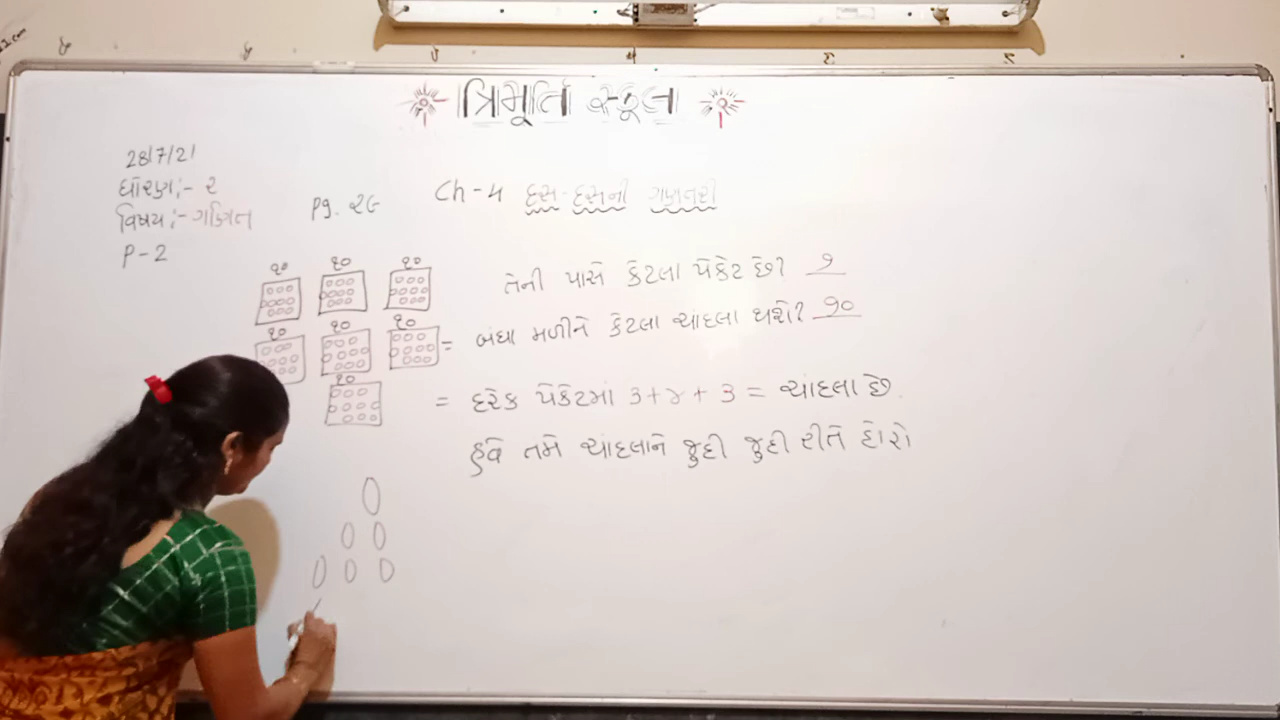 ત્રિમૂર્તિ સ્કૂલ
28/7/21
ધોરણ:- ૨
વિષય:- ગણિત
P-2
Pg. ૨૯
Ch-૫ દસ-દસની ગણતરી
૧૦ ૧૦ ૧૦
૧૦ ૧૦ ૧૦
૧૦
તેની પાસે કેટલા પેકેટ છે? ૭
= બધા મળીને કેટલા ચાંદલા થશે? ૭૦
= દરેક પેકેટમાં ૩+૪+૩ = ચાંદલા છે.
હવે તમે ચાંદલાને જુદી જુદી રીતે દોરો